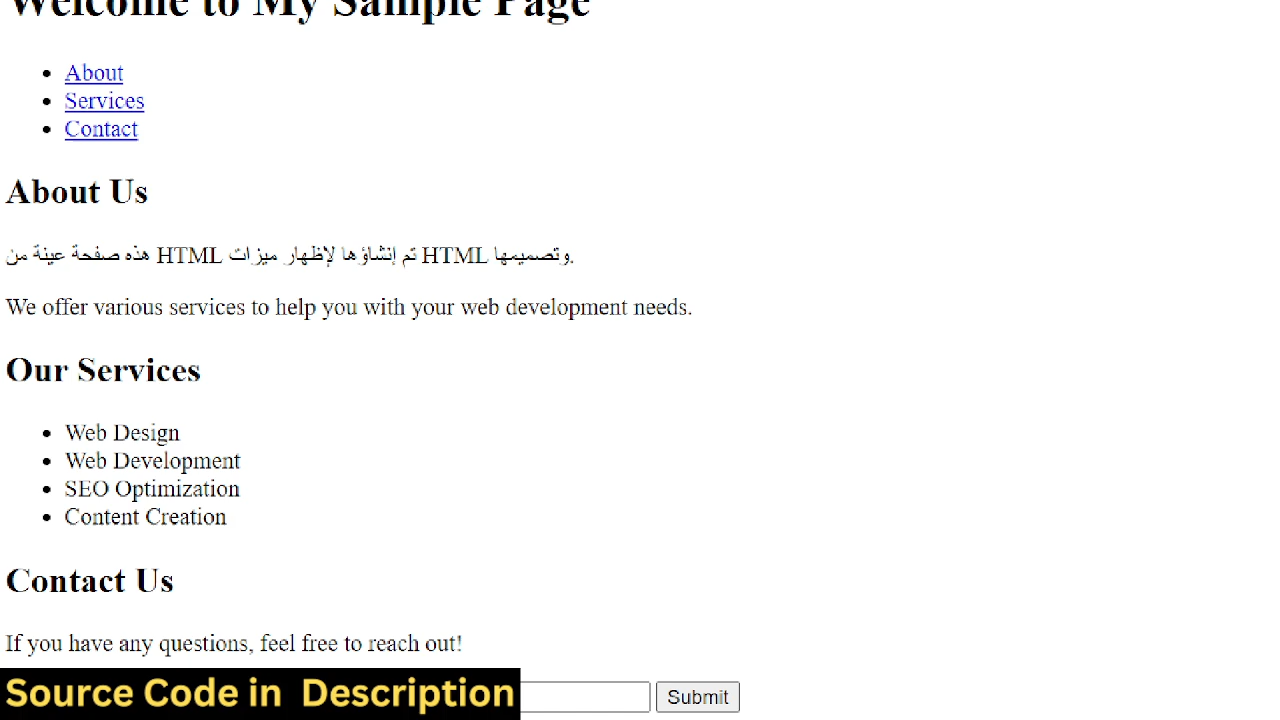 Welcome to My Sample Page
About
Services
Contact
About Us
هذه صفحة عينة من HTML تم إنشاؤها لإظهار ميزات HTML وتصميمها.
We offer various services to help you with your web development needs.
Our Services
Web Design
Web Development
SEO Optimization
Content Creation
Contact Us
If you have any questions, feel free to reach out!
Source Code in Description
Submit